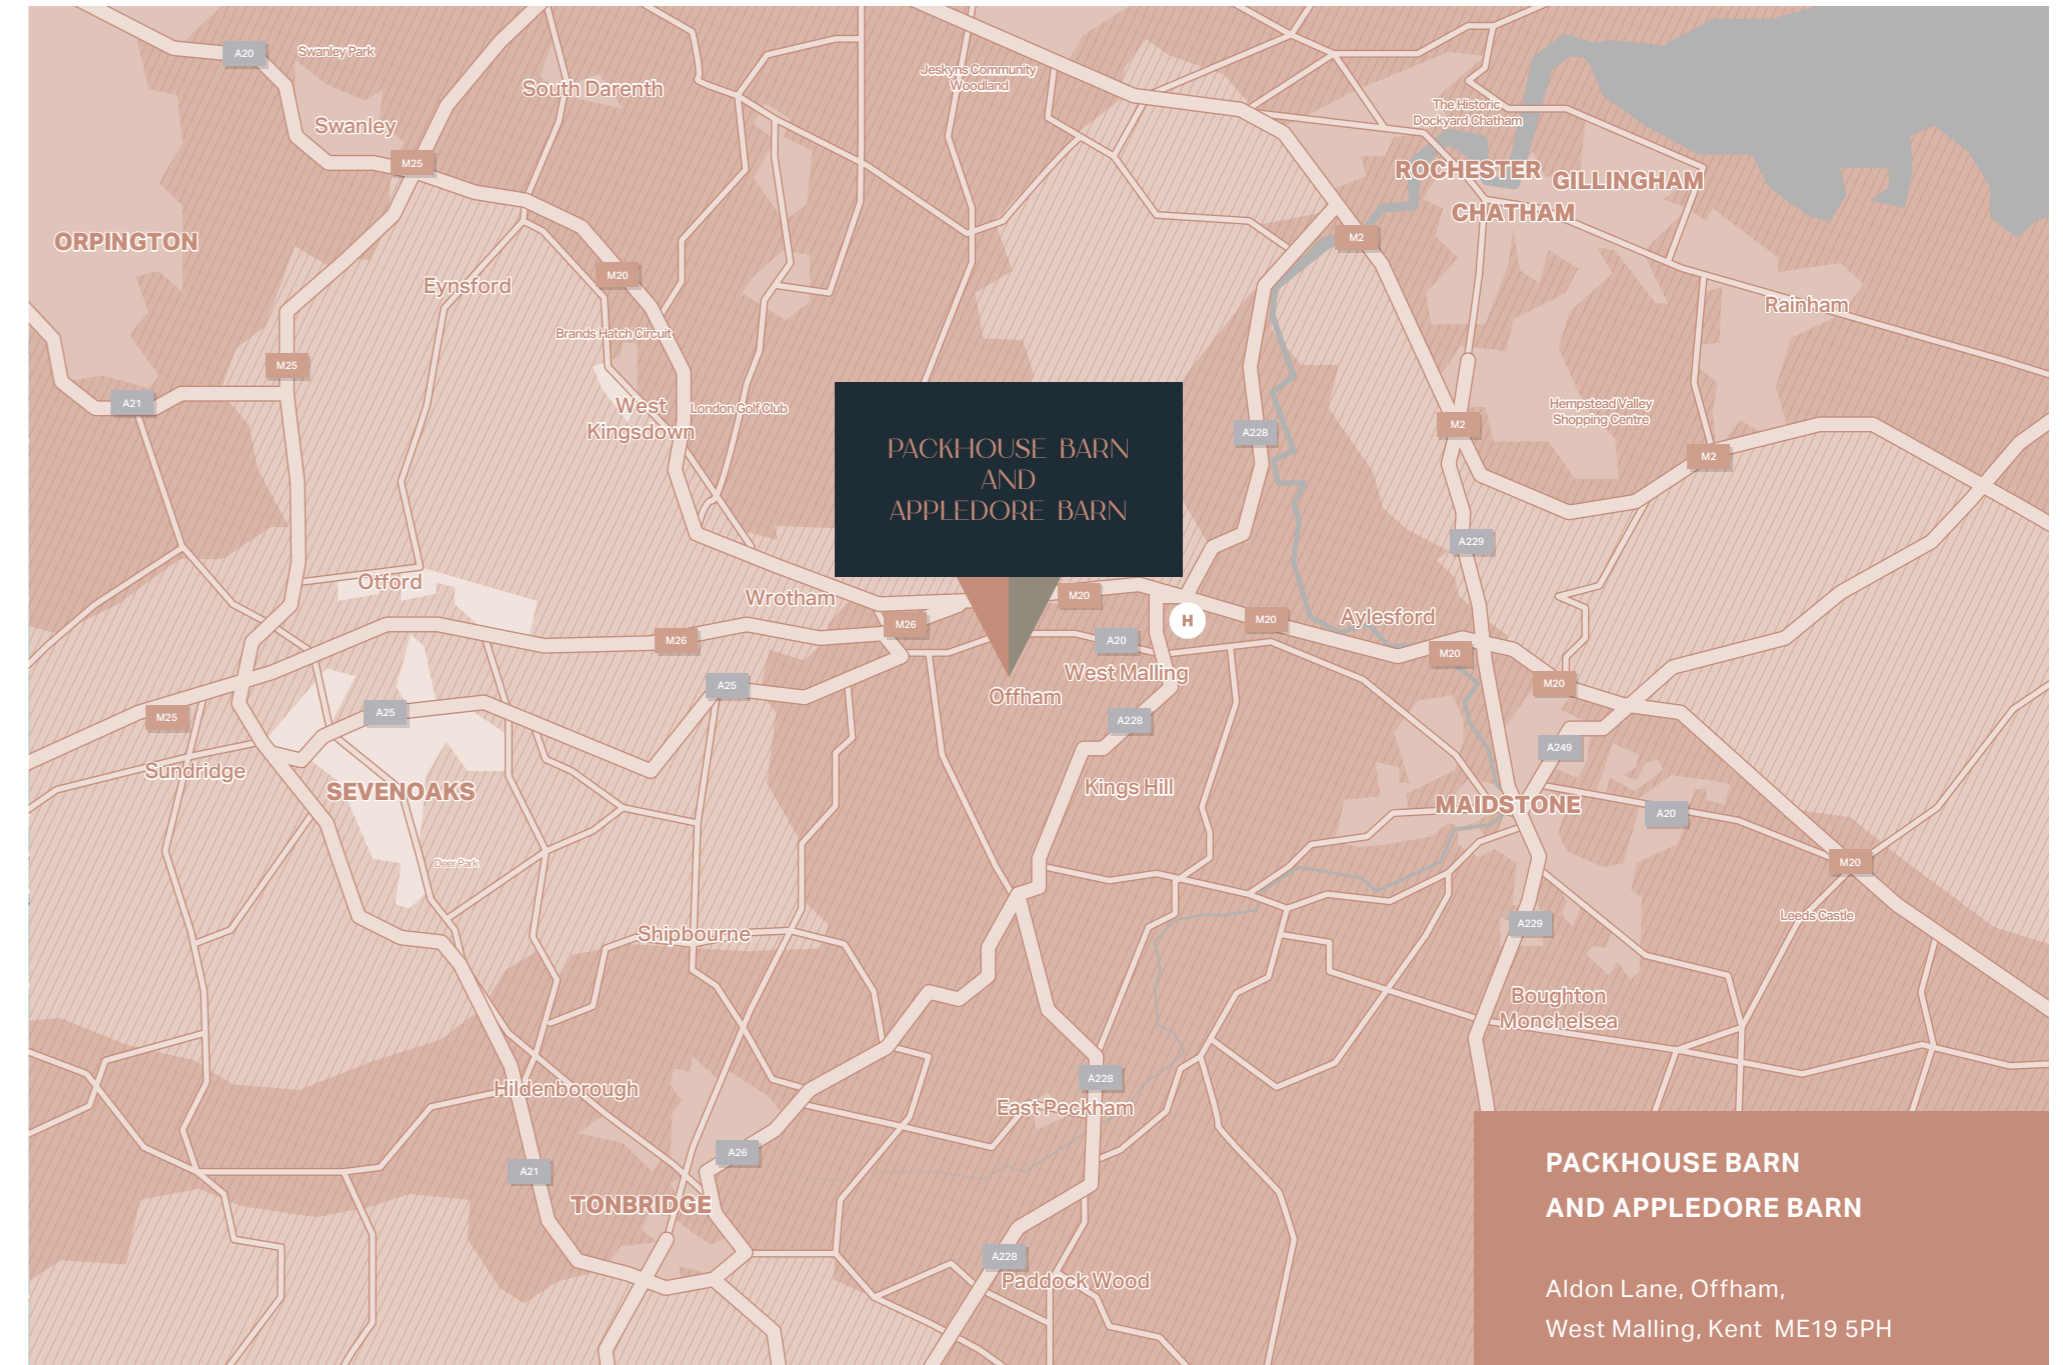 A20
Swanley Park
South Darenth
Jeskyns Community
Woodland
The Historic
Dockyard Chatham
Swanley
M25
ROCHESTER
GILLINGHAM
CHATHAM
ORPINGTON
M2
Eynsford
M20
Rainham
Brands Hatch Circuit
M25
A21
West
Kingsdown
London Golf Club
Hempstead Valley
Shopping Centre
A228
M2
M2
PACKHOUSE BARN
AND
APPLEDORE BARN
A229
Otford
Wrotham
M20
H
M20
Aylesford
M26
M26
A20
M20
West Malling
Offham
A25
M20
M25
A25
A228
A249
Sundridge
SEVENOAKS
Kings Hill
MAIDSTONE
A20
Deer Park
M20
Leeds Castle
A229
Shipbourne
Boughton
Monchelsea
Hildenborough
A228
East Peckham
A26
A21
TONBRIDGE
A228
Paddock Wood
PACKHOUSE BARN
AND APPLEDORE BARN
Aldon Lane, Offham,
West Malling, Kent ME19 5PH